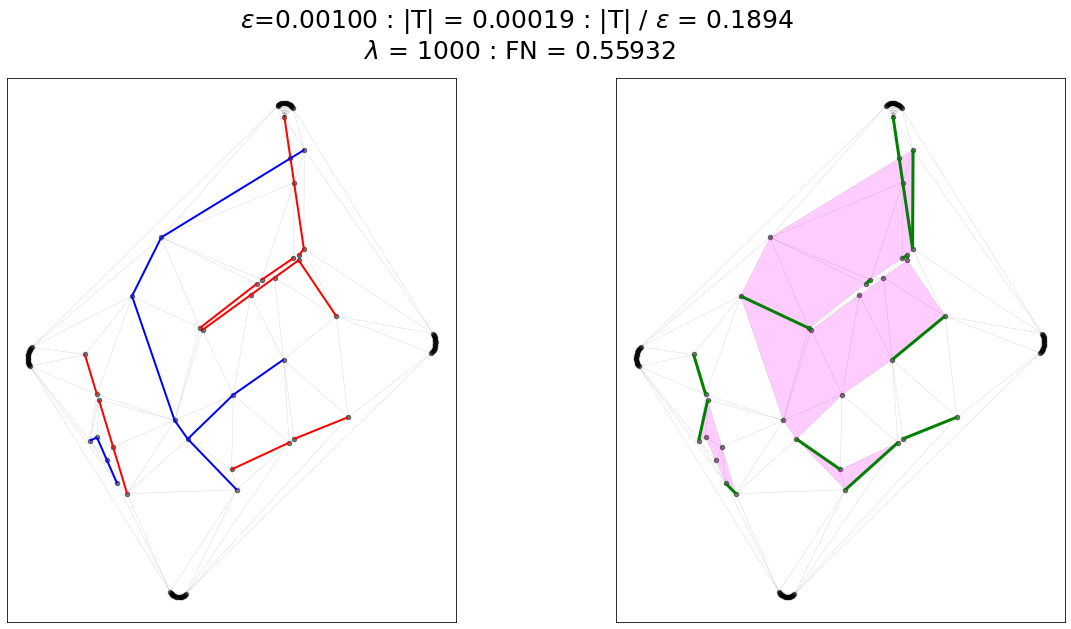 ε=0.00100 : |T| = 0.00019 : |T| / ε = 0.1894
λ = 1000 : FN = 0.55932